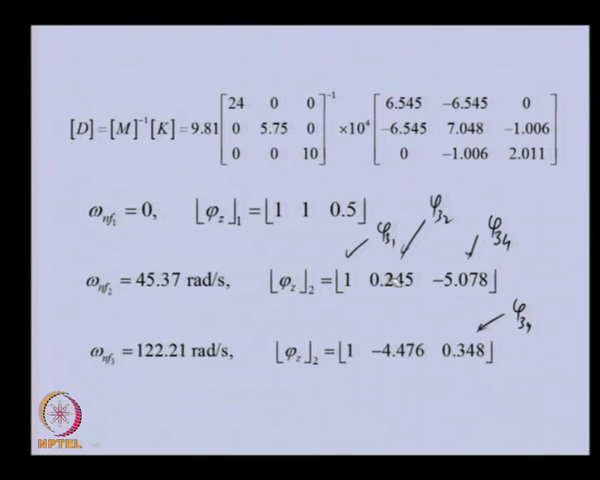 [D] = [M]⁻¹[K] = 9.81 [24 0 0; 0 5.75 0; 0 0 10]⁻¹ ×10⁴ [6.545 −6.545 0; −6.545 7.048 −1.006; 0 −1.006 2.011]
ω_nf₁ = 0, ⌊φ_z⌋₁ = ⌊1 1 0.5⌋
φ_z₁ φ_z₂ φ_z₄
ω_nf₂ = 45.37 rad/s, ⌊φ_z⌋₂ = ⌊1 0.245 −5.078⌋
φ_z₄
ω_nf₃ = 122.21 rad/s, ⌊φ_z⌋₂ = ⌊1 −4.476 0.348⌋
NPTEL